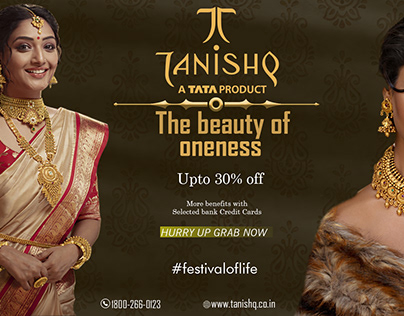 TANISHQ
A TATA PRODUCT
The beauty of
oneness
Upto 30% off
More benefits with
Selected bank Credit Cards
HURRY UP GRAB NOW
#festivaloflife
1800-266-0123 www.tanishq.co.in